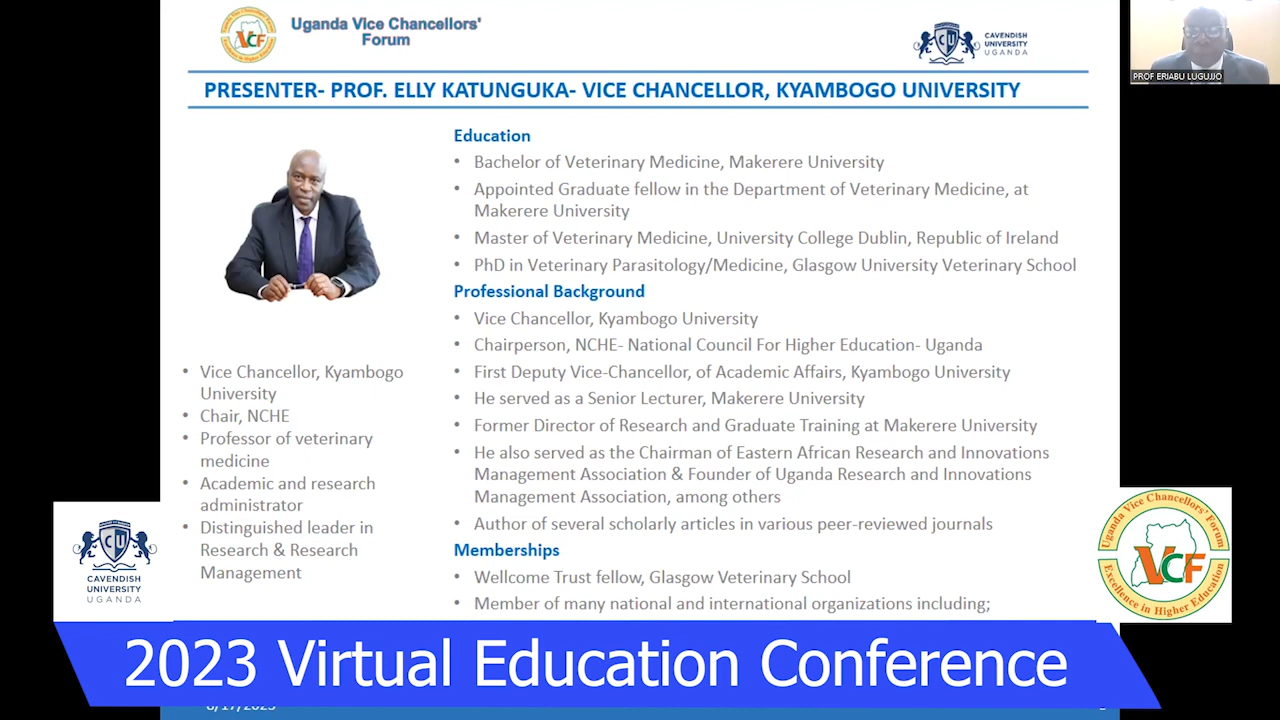 Uganda Vice Chancellors'
Forum
VCF
CU
CAVENDISH
UNIVERSITY
UGANDA
PROF ERIABU LUGUJJO
PRESENTER- PROF. ELLY KATUNGUKA- VICE CHANCELLOR, KYAMBOGO UNIVERSITY
• Vice Chancellor, Kyambogo
University
• Chair, NCHE
• Professor of veterinary
medicine
• Academic and research
administrator
• Distinguished leader in
Research & Research
Management
Education
• Bachelor of Veterinary Medicine, Makerere University
• Appointed Graduate fellow in the Department of Veterinary Medicine, at
Makerere University
• Master of Veterinary Medicine, University College Dublin, Republic of Ireland
• PhD in Veterinary Parasitology/Medicine, Glasgow University Veterinary School
Professional Background
• Vice Chancellor, Kyambogo University
• Chairperson, NCHE- National Council For Higher Education- Uganda
• First Deputy Vice-Chancellor, of Academic Affairs, Kyambogo University
• He served as a Senior Lecturer, Makerere University
• Former Director of Research and Graduate Training at Makerere University
• He also served as the Chairman of Eastern African Research and Innovations
Management Association & Founder of Uganda Research and Innovations
Management Association, among others
• Author of several scholarly articles in various peer-reviewed journals
Memberships
• Wellcome Trust fellow, Glasgow Veterinary School
• Member of many national and international organizations including;
CU
CAVENDISH
UNIVERSITY
UGANDA
Uganda Vice Chancellors' Forum
VCF
Excellence in Higher Education
2023 Virtual Education Conference
8/17/2023